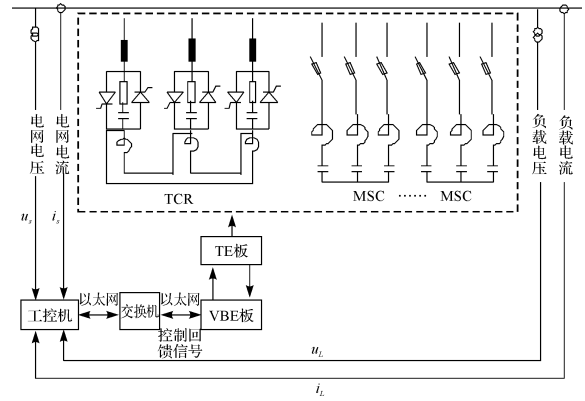 电网电压
电网电流
负载电压
负载电流
TCR
MSC ······ MSC
us
is
TE板
以太网
以太网
工控机
交换机
VBE板
控制回
馈信号
uL
iL